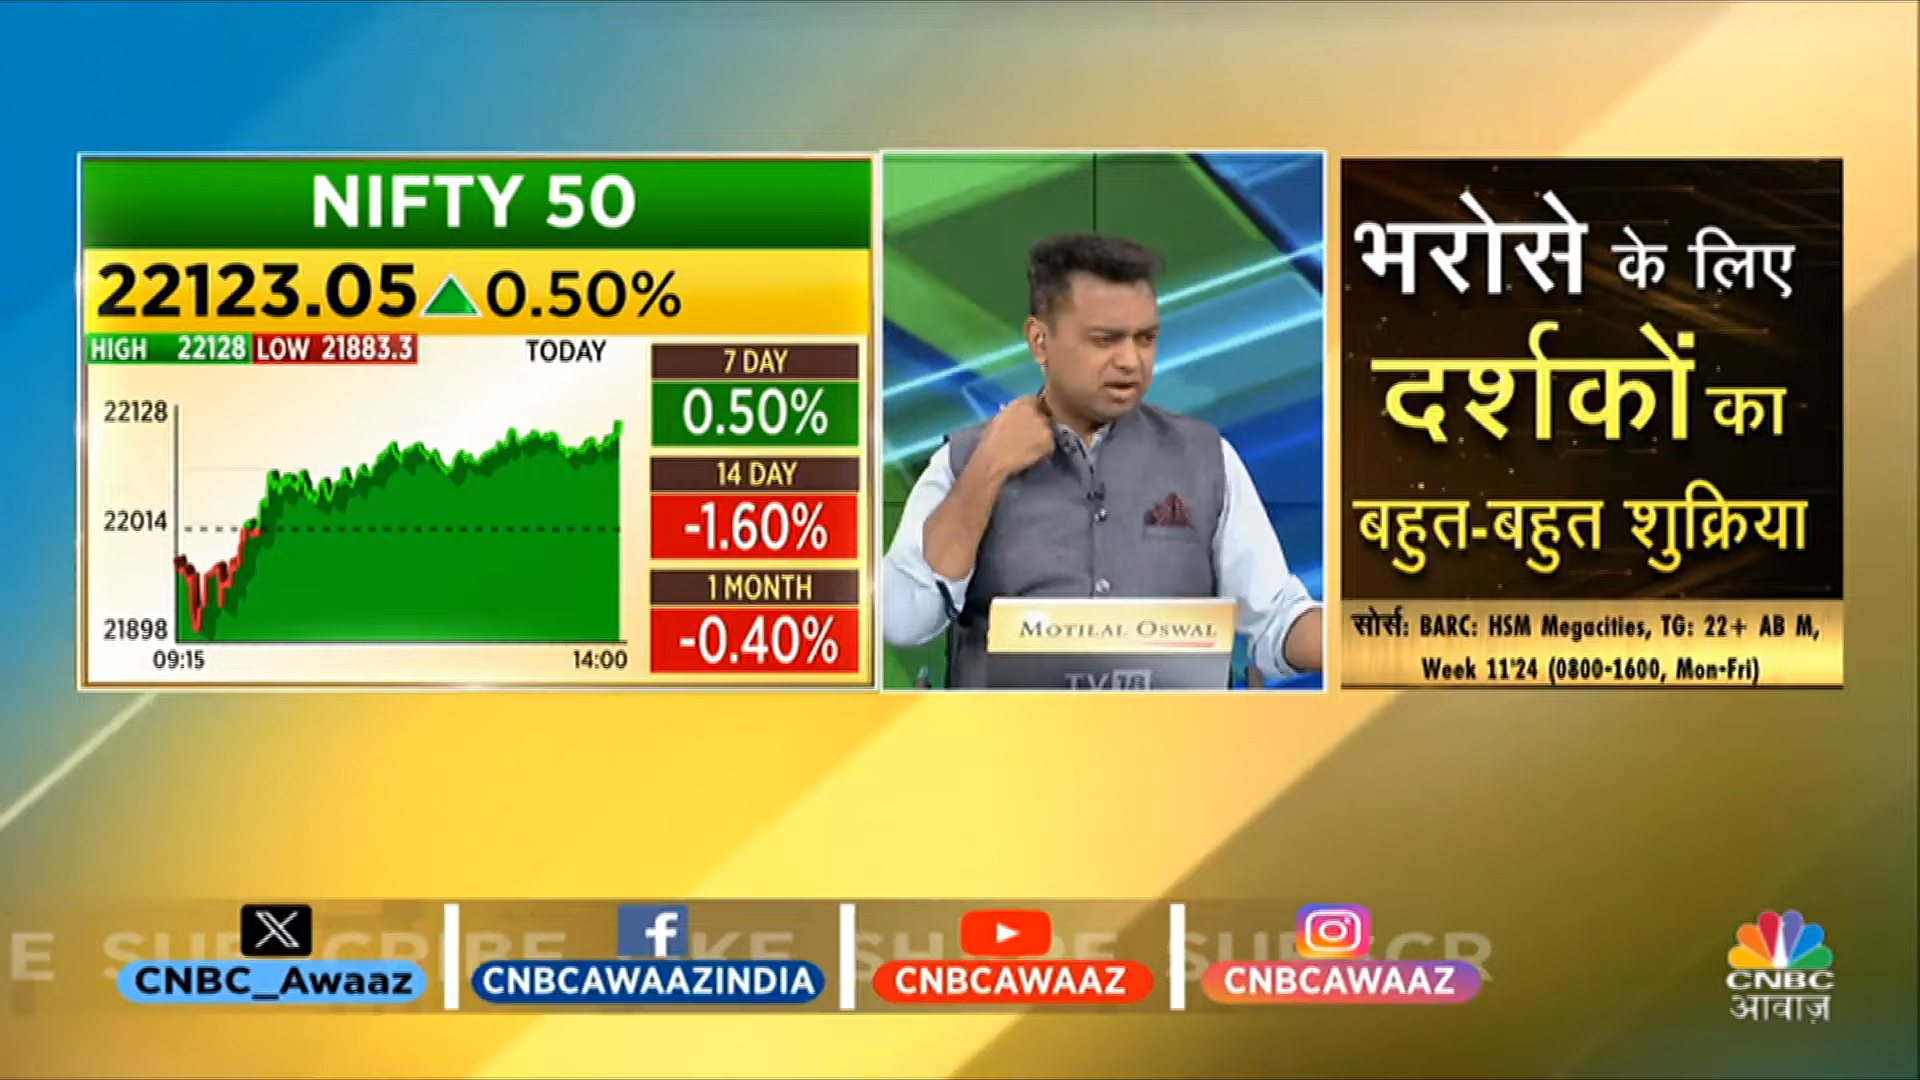 NIFTY 50
22123.05 0.50%
HIGH 22128 LOW 21883.3
TODAY
22128
22014
21898
09:15 14:00
7 DAY
0.50%
14 DAY
-1.60%
1 MONTH
-0.40%
MOTILAL OSWAL
TV 18
भरोसे के लिए
दर्शकों का
बहुत-बहुत शुक्रिया
सोर्स: BARC: HSM Megacities, TG: 22+ AB M,
Week 11'24 (0800-1600, Mon-Fri)
CNBC_Awaaz
CNBCAWAAZINDIA
CNBCAWAAZ
CNBCAWAAZ
CNBC
आवाज़